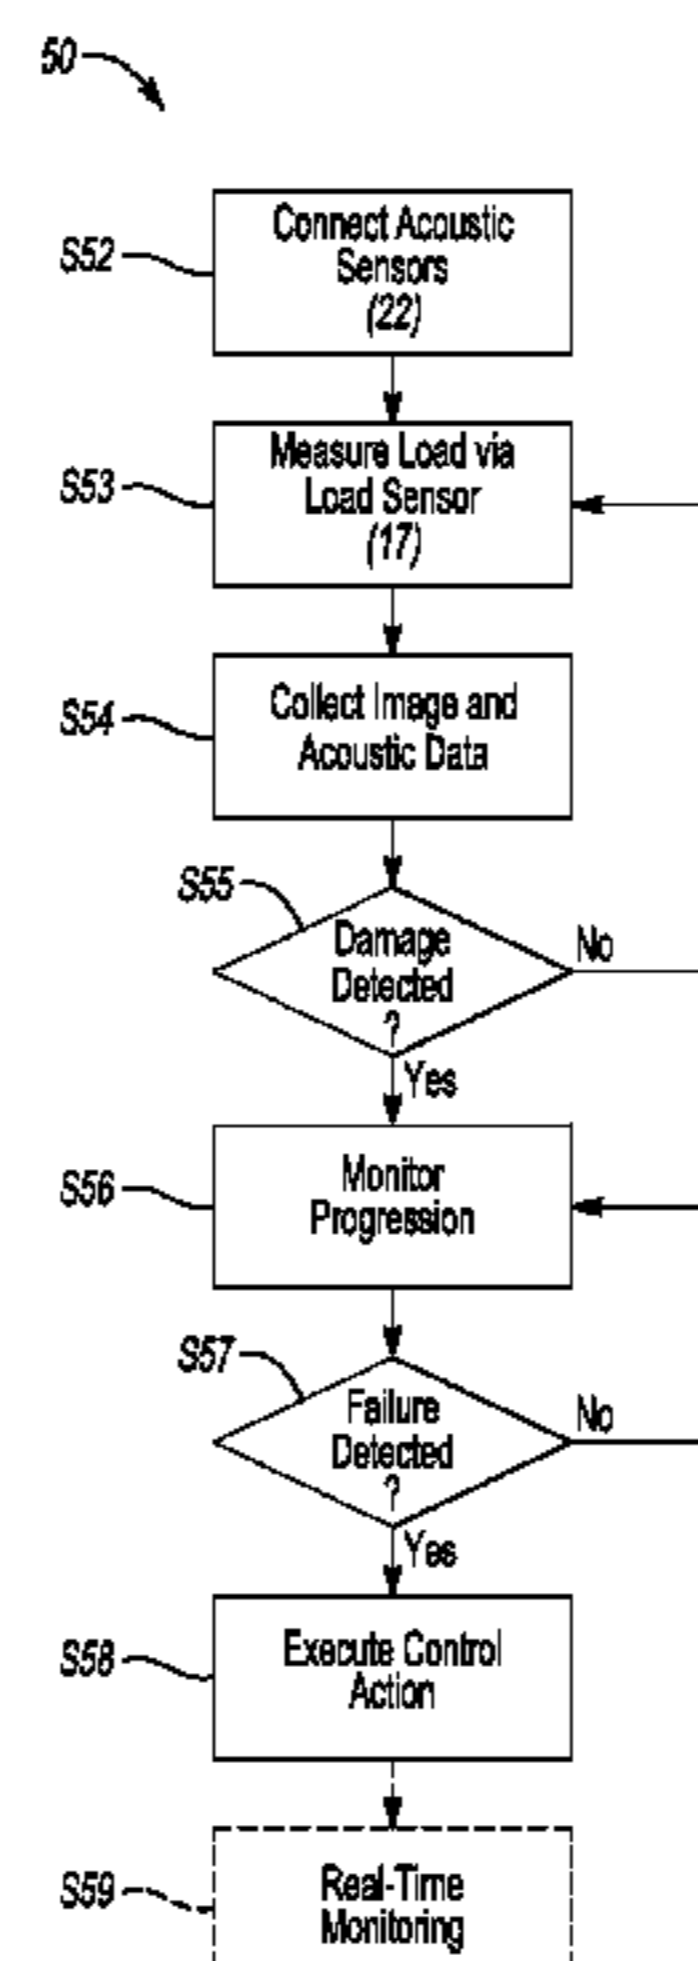 50
S52
Connect Acoustic
Sensors
(22)
S53
Measure Load via
Load Sensor
(17)
S54
Collect Image and
Acoustic Data
S55
Damage
Detected
?
No
Yes
S56
Monitor
Progression
S57
Failure
Detected
?
No
Yes
S58
Execute Control
Action
S59
Real-Time
Monitoring